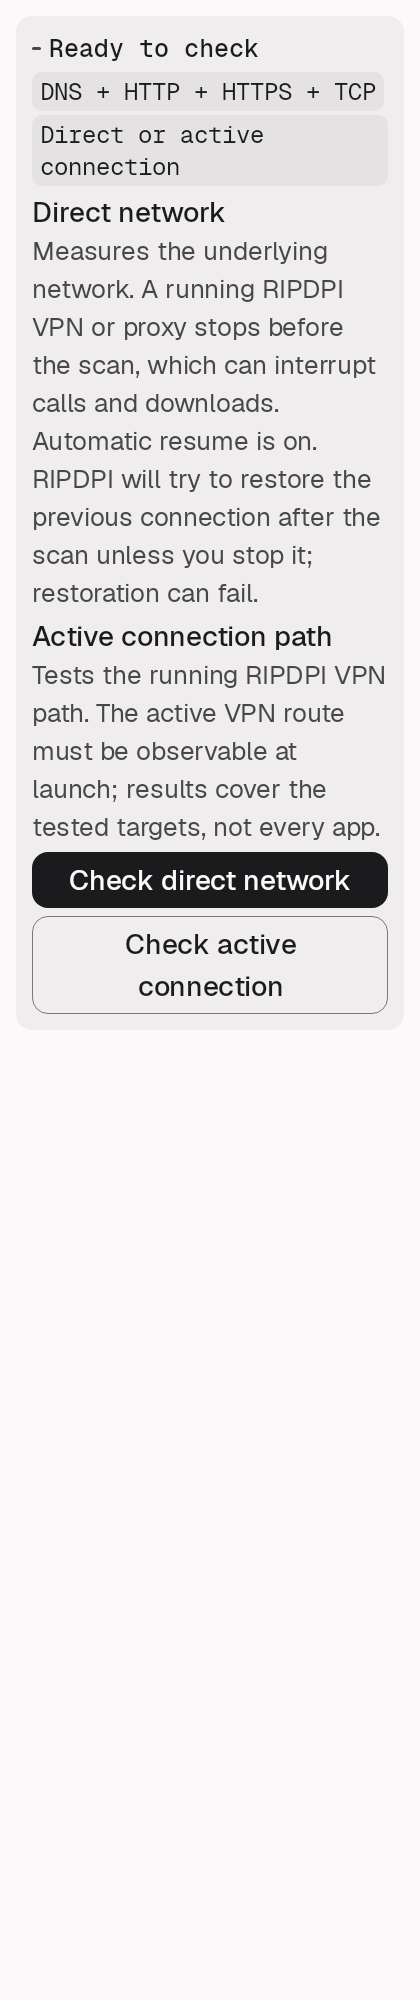 – Ready to check
DNS + HTTP + HTTPS + TCP
Direct or active
connection
Direct network
Measures the underlying
network. A running RIPDPI
VPN or proxy stops before
the scan, which can interrupt
calls and downloads.
Automatic resume is on.
RIPDPI will try to restore the
previous connection after the
scan unless you stop it;
restoration can fail.
Active connection path
Tests the running RIPDPI VPN
path. The active VPN route
must be observable at
launch; results cover the
tested targets, not every app.
Check direct network
Check active
connection